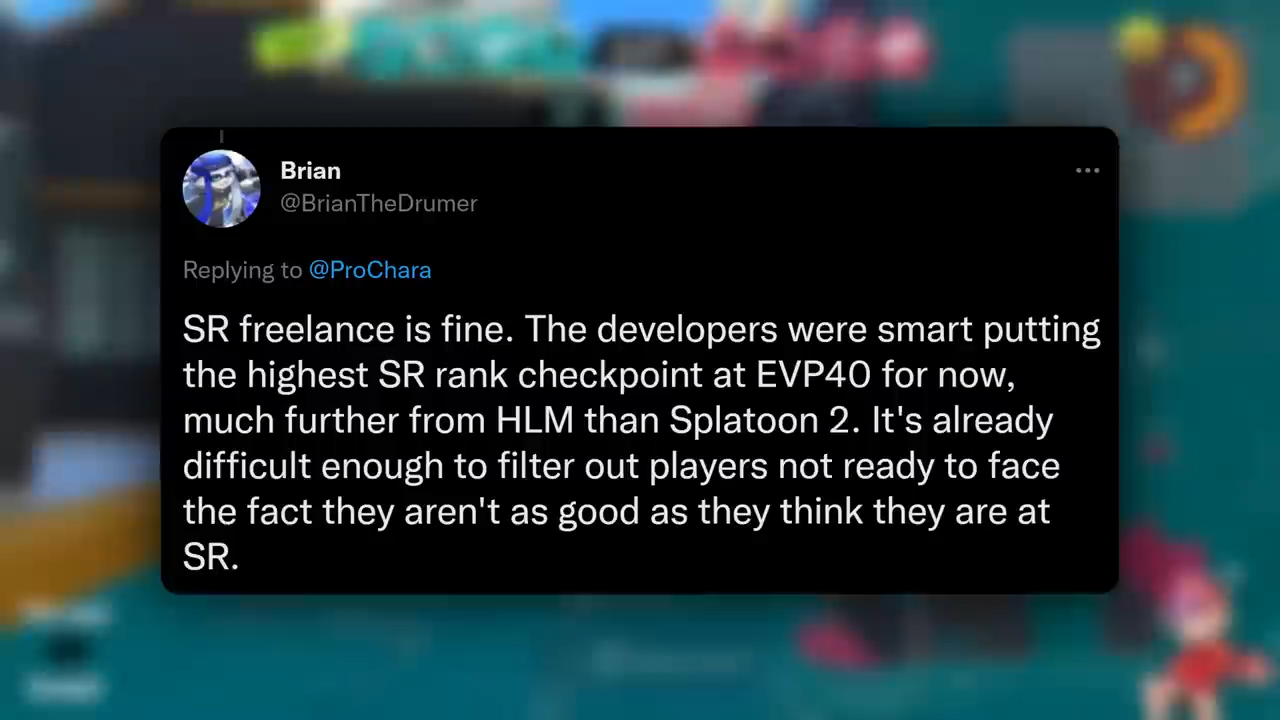 Brian
@BrianTheDrumer
Replying to @ProChara
SR freelance is fine. The developers were smart putting
the highest SR rank checkpoint at EVP40 for now,
much further from HLM than Splatoon 2. It's already
difficult enough to filter out players not ready to face
the fact they aren't as good as they think they are at
SR.